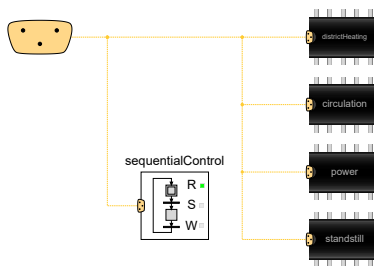 districtHeating
circulation
sequentialControl
R
S
W
power
standstill